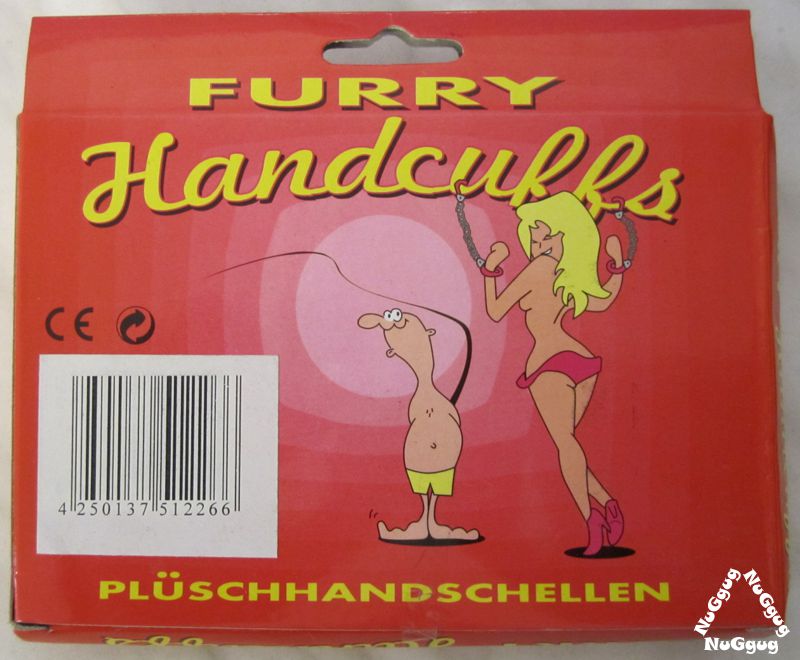 FURRY
Handcuffs
CE
4 250137 512266
PLÜSCHHANDSCHELLEN
NuGgug
NuGgug
NuGgug